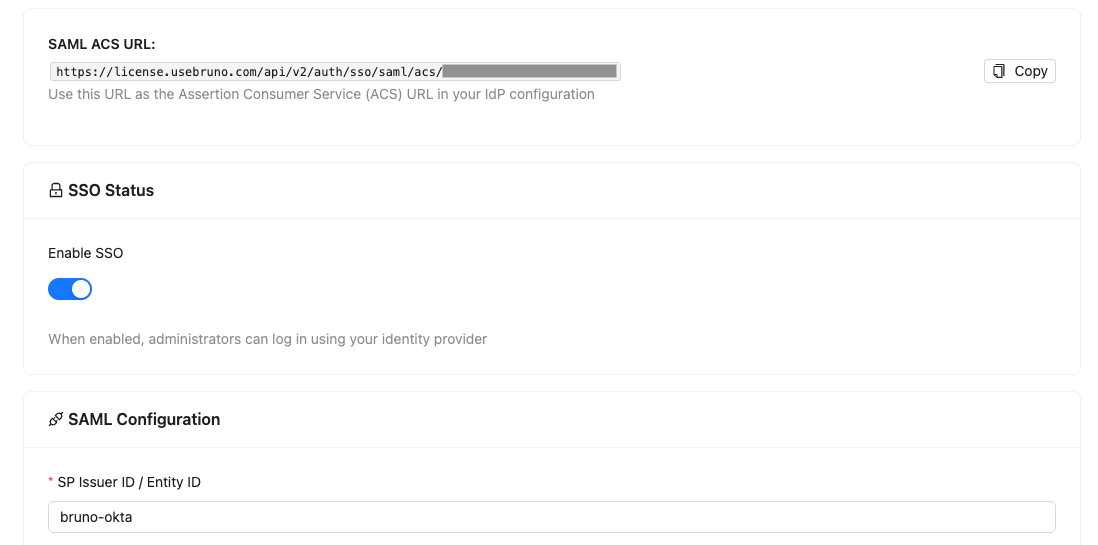 SAML ACS URL:
https://license.usebruno.com/api/v2/auth/sso/saml/acs/
Copy
Use this URL as the Assertion Consumer Service (ACS) URL in your IdP configuration
SSO Status
Enable SSO
When enabled, administrators can log in using your identity provider
SAML Configuration
* SP Issuer ID / Entity ID
bruno-okta